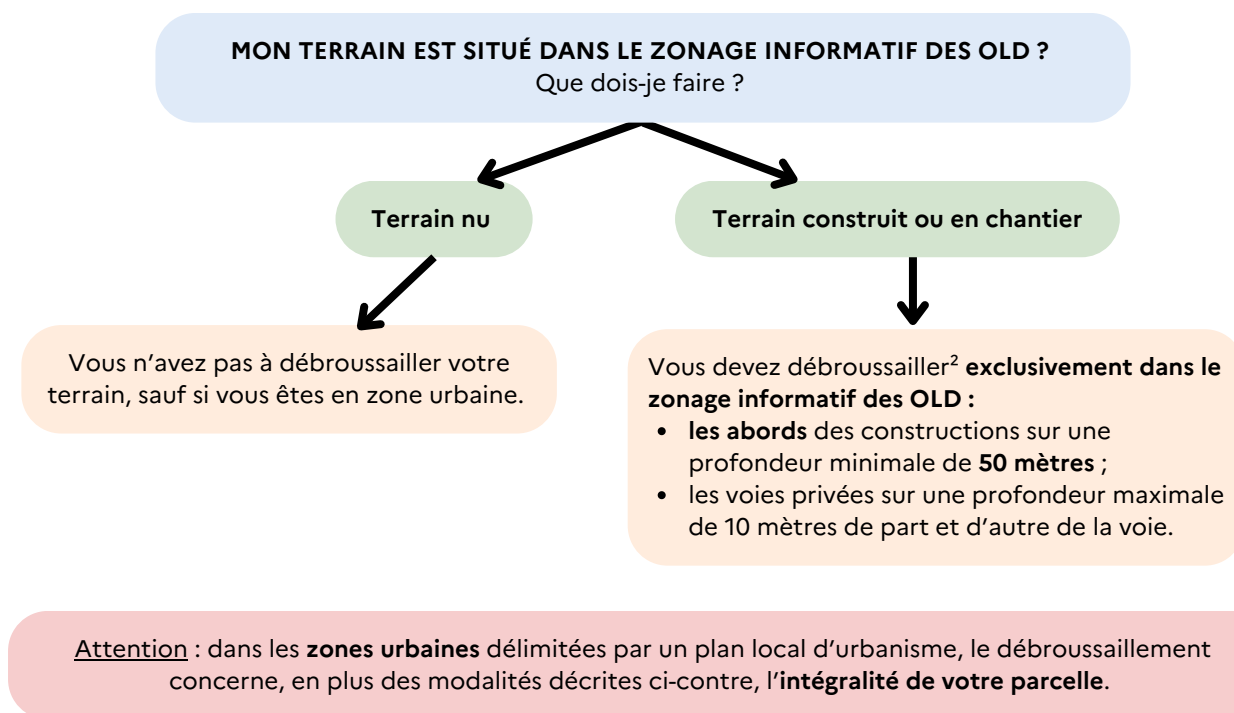 MON TERRAIN EST SITUÉ DANS LE ZONAGE INFORMATIF DES OLD ?
Que dois-je faire ?
Terrain nu
Terrain construit ou en chantier
Vous n’avez pas à débroussailler votre
terrain, sauf si vous êtes en zone urbaine.
Vous devez débroussailler² exclusivement dans le
zonage informatif des OLD :
• les abords des constructions sur une
profondeur minimale de 50 mètres ;
• les voies privées sur une profondeur maximale
de 10 mètres de part et d’autre de la voie.
Attention : dans les zones urbaines délimitées par un plan local d’urbanisme, le débroussaillement
concerne, en plus des modalités décrites ci-contre, l’intégralité de votre parcelle.